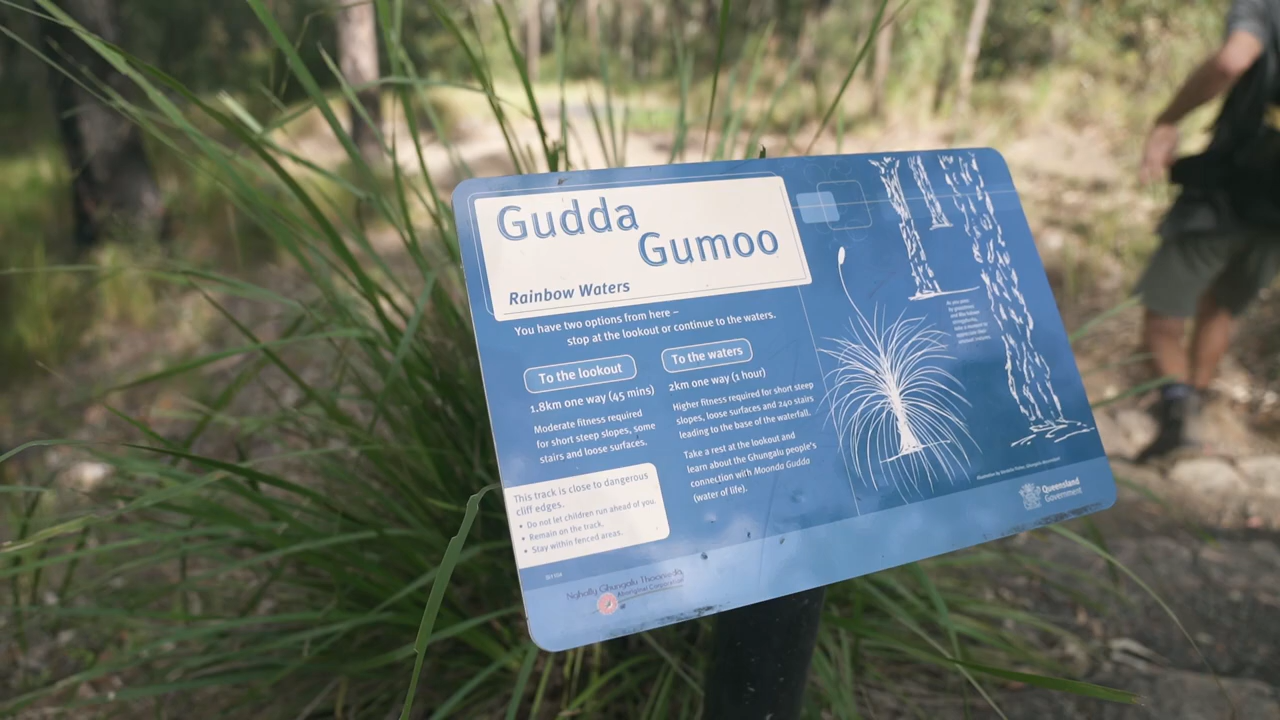 Gudda
Gumoo
Rainbow Waters
You have two options from here –
stop at the lookout or continue to the waters.
To the lookout
1.8km one way (45 mins)
Moderate fitness required
for short steep slopes, some
stairs and loose surfaces.
To the waters
2km one way (1 hour)
Higher fitness required for short steep
slopes, loose surfaces and 240 stairs
leading to the base of the waterfall.
Take a rest at the lookout and
learn about the Ghungalu people's
connection with Moonda Gudda
(water of life).
This track is close to dangerous
cliff edges.
• Do not let children run ahead of you.
• Remain on the track.
• Stay within fenced areas.
Aboriginal Corporation
Queensland
Government